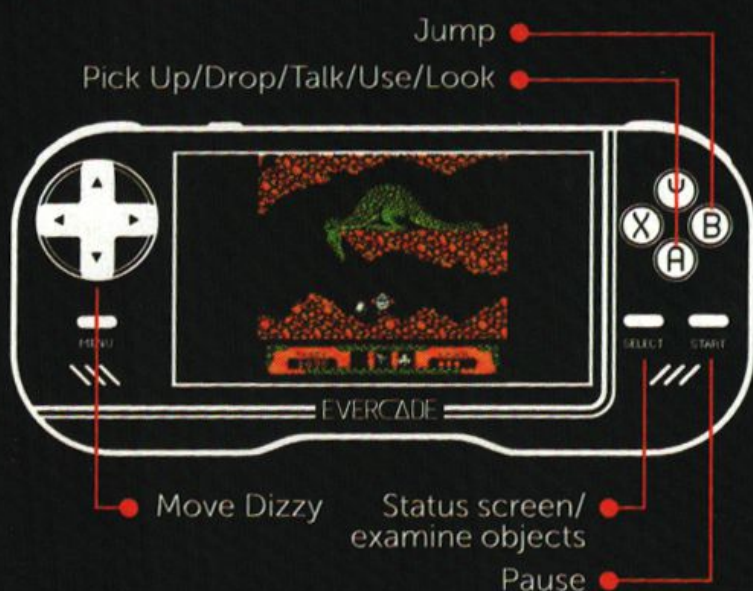 Jump
Pick Up/Drop/Talk/Use/Look
Y
X B
A
MENU
SELECT START
EVERCADE
Move Dizzy
Status screen/
examine objects
Pause